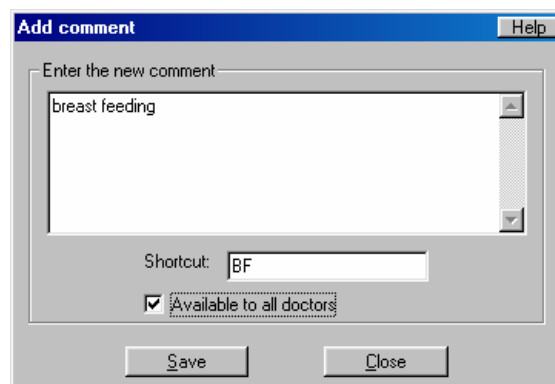 Add comment Help
Enter the new comment
breast feeding
Shortcut: BF
Available to all doctors
Save Close